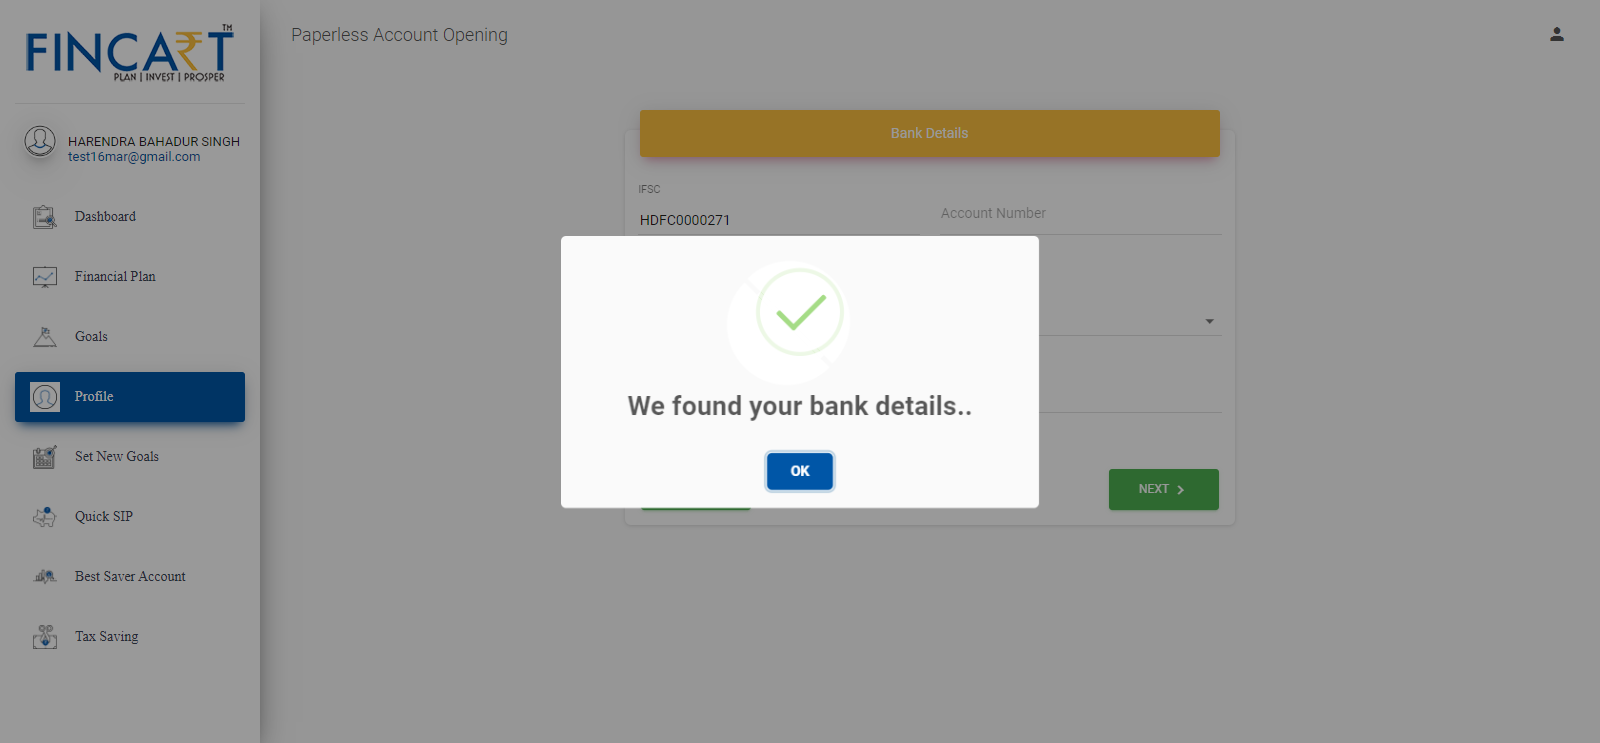 FINCART TM
PLAN | INVEST | PROSPER
HARENDRA BAHADUR SINGH
test16mar@gmail.com
Dashboard
Financial Plan
Goals
Profile
Set New Goals
Quick SIP
Best Saver Account
Tax Saving
Paperless Account Opening
Bank Details
IFSC
HDFC0000271
Account Number
We found your bank details..
OK
NEXT